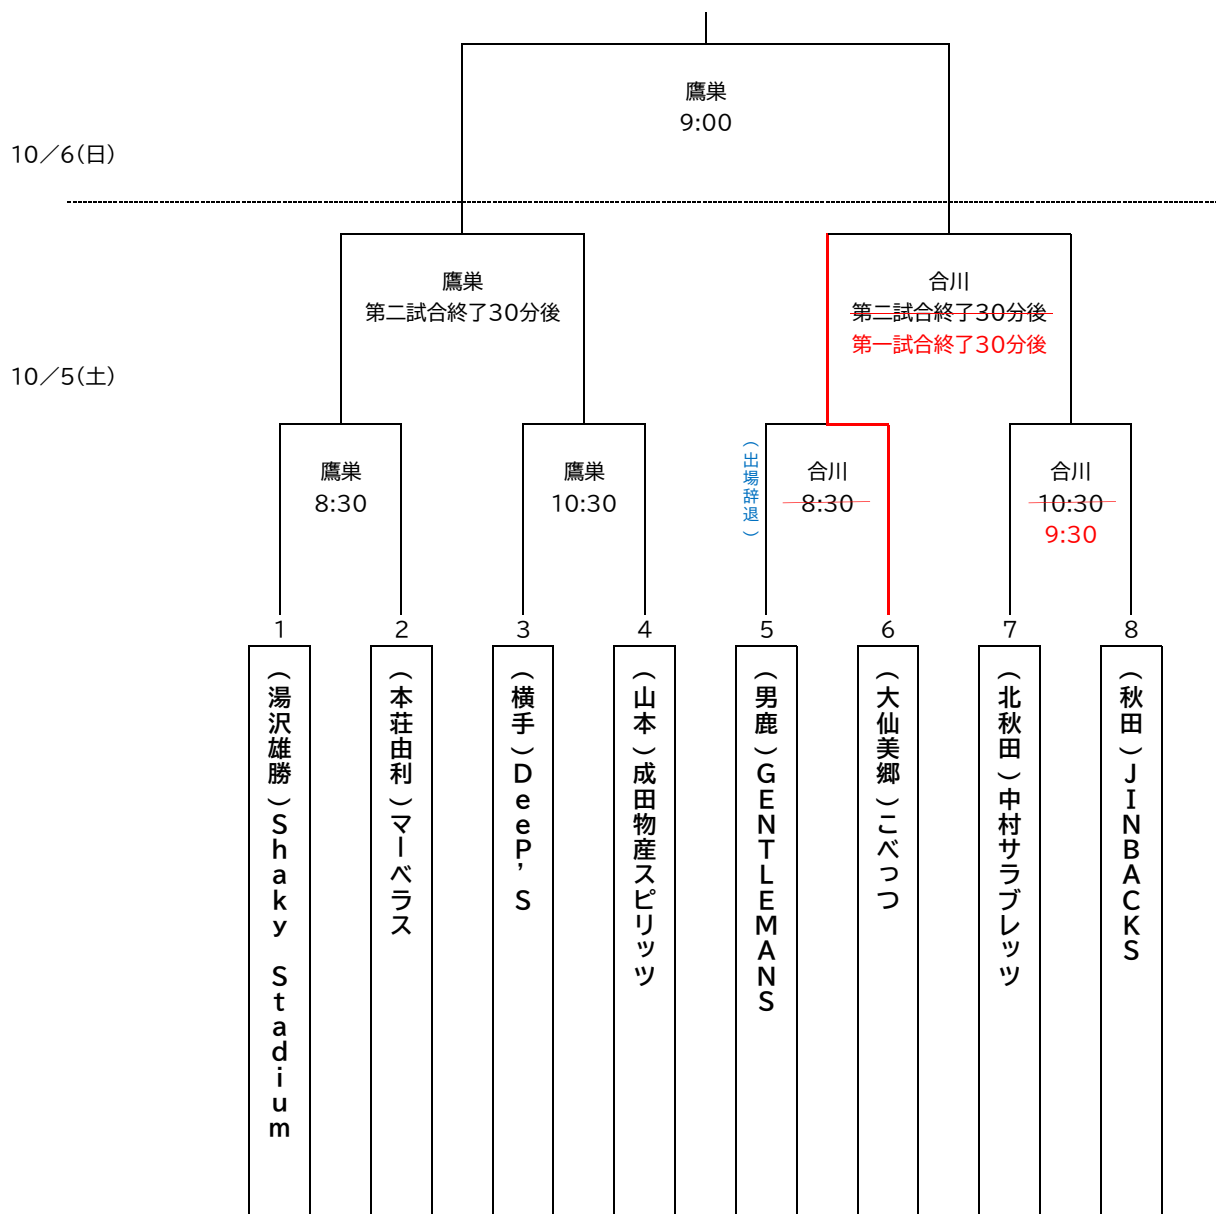 鷹巣
9:00
10／6(日)
鷹巣
第二試合終了30分後
合川
第二試合終了30分後
第一試合終了30分後
10／5(土)
鷹巣
8:30
鷹巣
10:30
（出場辞退）
合川
8:30
合川
10:30
9:30
1
2
3
4
5
6
7
8
（湯沢雄勝）Shaky　Stadium
（本荘由利）マーベラス
（横手）DeeP’S
（山本）成田物産スピリッツ
（男鹿）GENTLEMANS
（大仙美郷）こべっつ
（北秋田）中村サラブレッツ
（秋田）JINBACKS